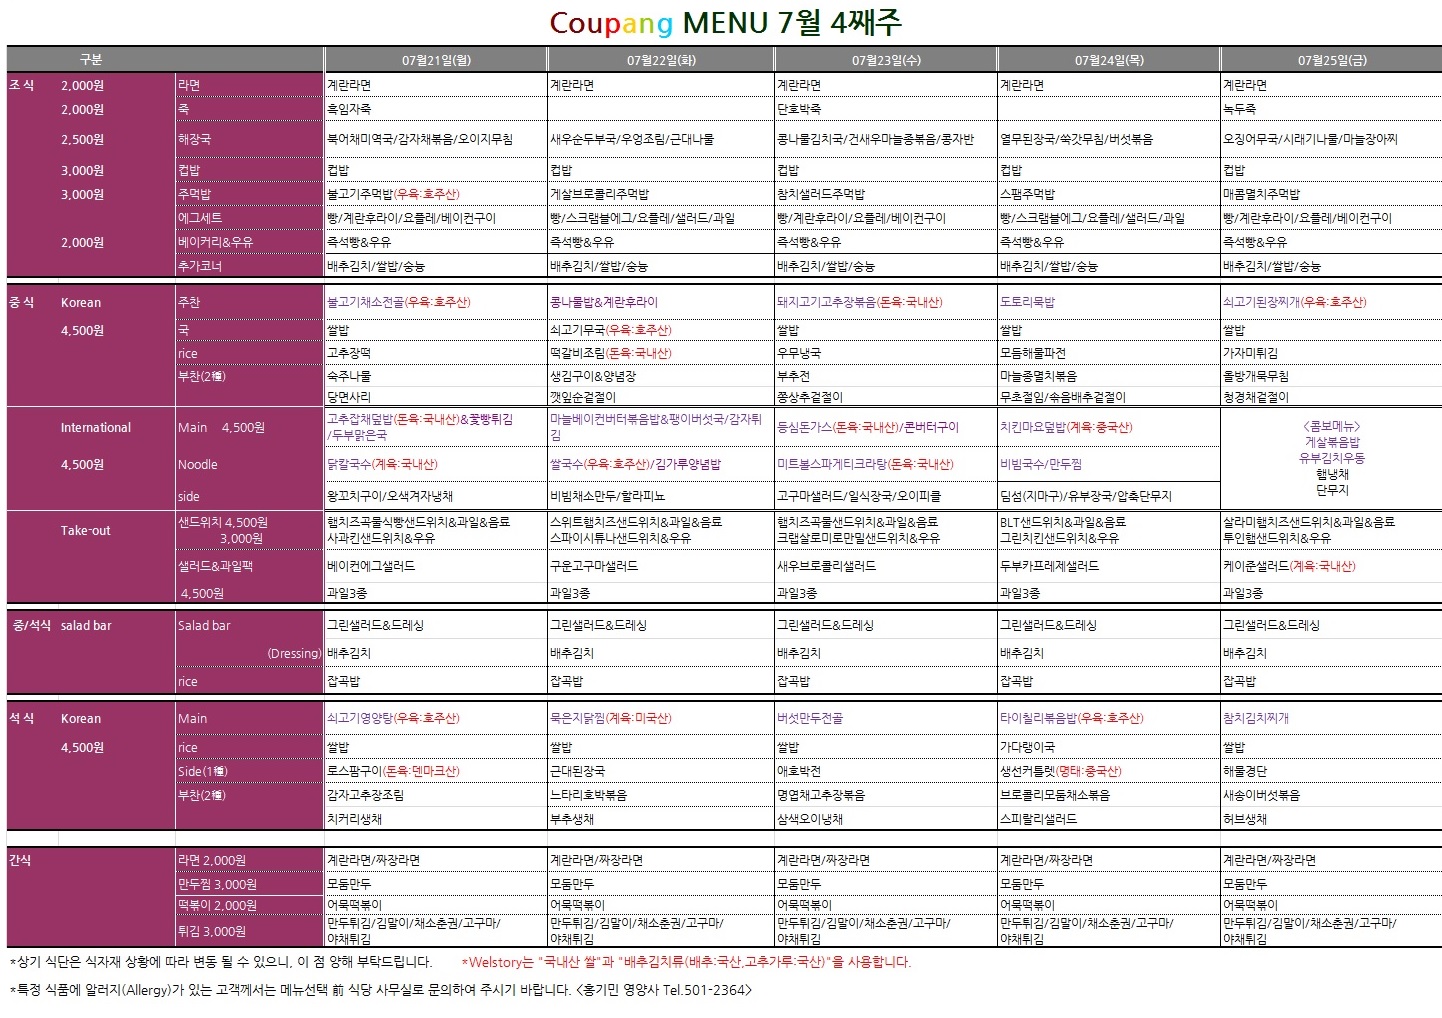 Coupang MENU 7월 4째주
구분 07월21일(월) 07월22일(화) 07월23일(수) 07월24일(목) 07월25일(금)
조 식 2,000원 라면 계란라면 계란라면 계란라면 계란라면 계란라면
2,000원 죽 흑임자죽 단호박죽 녹두죽
2,500원 해장국 북어채미역국/감자채볶음/오이지무침 새우순두부국/우엉조림/근대나물 콩나물김치국/건새우마늘종볶음/콩자반 열무된장국/쑥갓무침/버섯볶음 오징어무국/시래기나물/마늘장아찌
3,000원 컵밥 컵밥 컵밥 컵밥 컵밥 컵밥
3,000원 주먹밥 불고기주먹밥(우육:호주산) 게살브로콜리주먹밥 참치샐러드주먹밥 스팸주먹밥 매콤멸치주먹밥
에그세트 빵/계란후라이/요플레/베이컨구이 빵/스크램블에그/요플레/샐러드/과일 빵/계란후라이/요플레/베이컨구이 빵/스크램블에그/요플레/샐러드/과일 빵/계란후라이/요플레/베이컨구이
2,000원 베이커리&우유 즉석빵&우유 즉석빵&우유 즉석빵&우유 즉석빵&우유 즉석빵&우유
추가코너 배추김치/쌀밥/숭늉 배추김치/쌀밥/숭늉 배추김치/쌀밥/숭늉 배추김치/쌀밥/숭늉 배추김치/쌀밥/숭늉
중 식 Korean 주찬 불고기채소전골(우육:호주산) 콩나물밥&계란후라이 돼지고기고추장볶음(돈육:국내산) 도토리묵밥 쇠고기된장찌개(우육:호주산)
4,500원 국 쌀밥 쇠고기무국(우육:호주산) 쌀밥 쌀밥 쌀밥
rice 고추장떡 떡갈비조림(돈육:국내산) 우무냉국 모듬해물파전 가자미튀김
부찬(2種) 숙주나물 생김구이&양념장 부추전 마늘종멸치볶음 올방개묵무침
당면사리 깻잎순겉절이 쫑상추겉절이 무초절임/솎음배추겉절이 청경채겉절이
International Main 4,500원 고추잡채덮밥(돈육:국내산)&꽃빵튀김 마늘베이컨버터볶음밥&팽이버섯국/감자튀 등심돈가스(돈육:국내산)/콘버터구이 치킨마요덮밥(계육:중국산) <콤보메뉴>
/두부맑은국 김 게살볶음밥
4,500원 Noodle 닭칼국수(계육:국내산) 쌀국수(우육:호주산)/김가루양념밥 미트볼스파게티크라탕(돈육:국내산) 비빔국수/만두찜 유부김치우동
햄냉채
side 왕꼬치구이/오색겨자냉채 비빔채소만두/할라피뇨 고구마샐러드/일식장국/오이피클 딤섬(지마구)/유부장국/압축단무지 단무지
Take-out 샌드위치 4,500원 햄치즈곡물식빵샌드위치&과일&음료 스위트햄치즈샌드위치&과일&음료 햄치즈곡물샌드위치&과일&음료 BLT샌드위치&과일&음료 살라미햄치즈샌드위치&과일&음료
3,000원 사과킨샌드위치&우유 스파이시튜나샌드위치&우유 크랩살로미로만밀샌드위치&우유 그린치킨샌드위치&우유 투인햄샌드위치&우유
샐러드&과일팩 베이컨에그샐러드 구운고구마샐러드 새우브로콜리샐러드 두부카프레제샐러드 케이준샐러드(계육:국내산)
4,500원 과일3종 과일3종 과일3종 과일3종 과일3종
중/석식 salad bar Salad bar 그린샐러드&드레싱 그린샐러드&드레싱 그린샐러드&드레싱 그린샐러드&드레싱 그린샐러드&드레싱
(Dressing) 배추김치 배추김치 배추김치 배추김치 배추김치
rice 잡곡밥 잡곡밥 잡곡밥 잡곡밥 잡곡밥
석 식 Korean Main 쇠고기영양탕(우육:호주산) 묵은지닭찜(계육:미국산) 버섯만두전골 타이칠리볶음밥(우육:호주산) 참치김치찌개
4,500원 rice 쌀밥 쌀밥 쌀밥 가다랭이국 쌀밥
Side(1種) 로스팜구이(돈육:덴마크산) 근대된장국 애호박전 생선커틀렛(명태:중국산) 해물경단
부찬(2種) 감자고추장조림 느타리호박볶음 명엽채고추장볶음 브로콜리모둠채소볶음 새송이버섯볶음
치커리생채 부추생채 삼색오이냉채 스피랄리샐러드 허브생채
간식 라면 2,000원 계란라면/짜장라면 계란라면/짜장라면 계란라면/짜장라면 계란라면/짜장라면 계란라면/짜장라면
만두찜 3,000원 모둠만두 모둠만두 모둠만두 모둠만두 모둠만두
떡볶이 2,000원 어묵떡볶이 어묵떡볶이 어묵떡볶이 어묵떡볶이 어묵떡볶이
튀김 3,000원 만두튀김/김말이/채소춘권/고구마/ 만두튀김/김말이/채소춘권/고구마/ 만두튀김/김말이/채소춘권/고구마/ 만두튀김/김말이/채소춘권/고구마/ 만두튀김/김말이/채소춘권/고구마/
야채튀김 야채튀김 야채튀김 야채튀김 야채튀김
*상기 식단은 식자재 상황에 따라 변동 될 수 있으니, 이 점 양해 부탁드립니다. *Welstory는 "국내산 쌀"과 "배추김치류(배추:국산,고추가루:국산)"을 사용합니다.
*특정 식품에 알러지(Allergy)가 있는 고객께서는 메뉴선택 前 식당 사무실로 문의하여 주시기 바랍니다. <홍기민 영양사 Tel.501-2364>